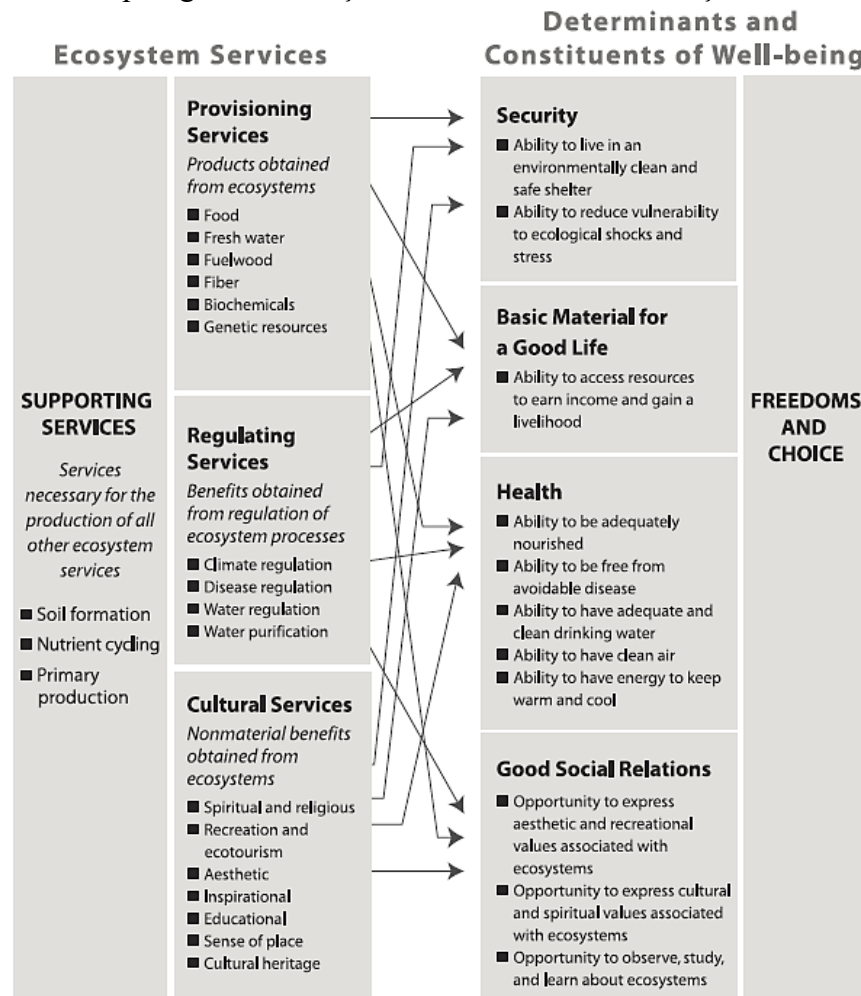 Ecosystem Services
Determinants and
Constituents of Well-being
SUPPORTING
SERVICES
Services
necessary for the
production of all
other ecosystem
services
■ Soil formation
■ Nutrient cycling
■ Primary
production
Provisioning
Services
Products obtained
from ecosystems
■ Food
■ Fresh water
■ Fuelwood
■ Fiber
■ Biochemicals
■ Genetic resources
Regulating
Services
Benefits obtained
from regulation of
ecosystem processes
■ Climate regulation
■ Disease regulation
■ Water regulation
■ Water purification
Cultural Services
Nonmaterial benefits
obtained from
ecosystems
■ Spiritual and religious
■ Recreation and
ecotourism
■ Aesthetic
■ Inspirational
■ Educational
■ Sense of place
■ Cultural heritage
Security
■ Ability to live in an
environmentally clean and
safe shelter
■ Ability to reduce vulnerability
to ecological shocks and
stress
Basic Material for
a Good Life
■ Ability to access resources
to earn income and gain a
livelihood
Health
■ Ability to be adequately
nourished
■ Ability to be free from
avoidable disease
■ Ability to have adequate and
clean drinking water
■ Ability to have clean air
■ Ability to have energy to keep
warm and cool
Good Social Relations
■ Opportunity to express
aesthetic and recreational
values associated with
ecosystems
■ Opportunity to express cultural
and spiritual values associated
with ecosystems
■ Opportunity to observe, study,
and learn about ecosystems
FREEDOMS
AND
CHOICE